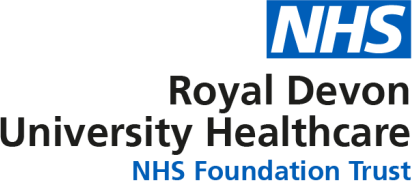 NHS
Royal Devon
University Healthcare
NHS Foundation Trust